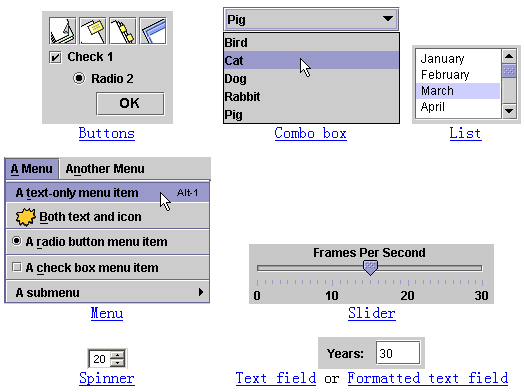 Check 1
Radio 2
OK
Buttons
Pig
Bird
Cat
Dog
Rabbit
Pig
Combo box
January
February
March
April
List
A Menu Another Menu
A text-only menu item Alt-1
Both text and icon
A radio button menu item
A check box menu item
A submenu
Menu
Frames Per Second
0 10 20 30
Slider
20
Spinner
Years: 30
Text field or Formatted text field